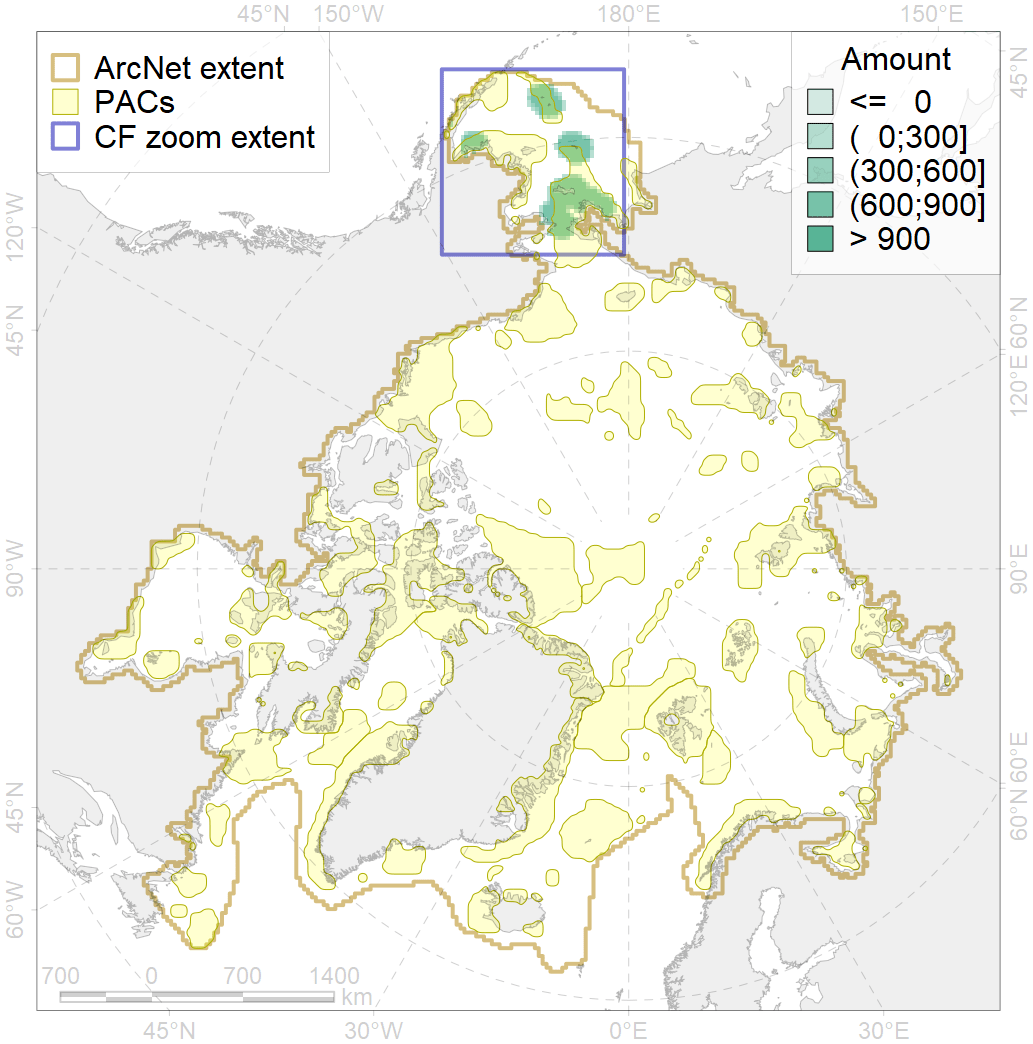 45°N 150°W 180°E 150°E
ArcNet extent
PACs
CF zoom extent
Amount
<= 0
( 0;300]
(300;600]
(600;900]
> 900
45°N
120°W
45°N
60°N
120°E
90°W
90°E
45°N
60°E
60°N
60°W
700 0 700 1400
km
45°N 30°W 0°E 30°E